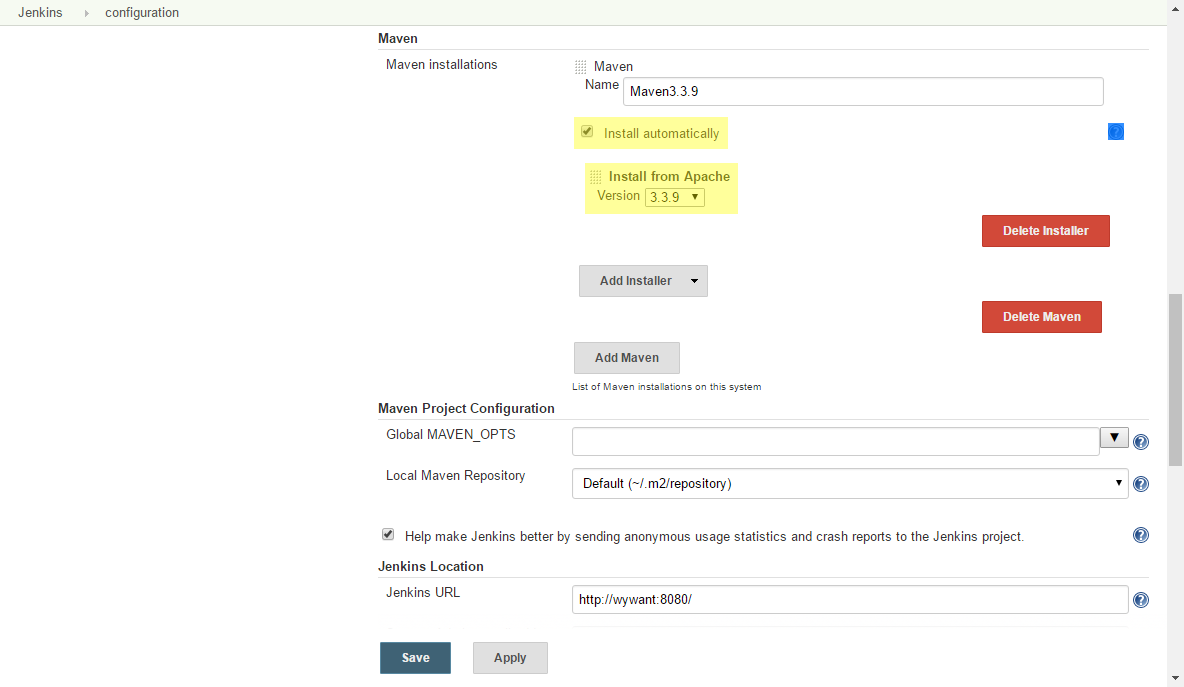 Jenkins configuration
Maven
Maven installations
Maven
Name Maven3.3.9
Install automatically
Install from Apache
Version 3.3.9
Delete Installer
Add Installer
Delete Maven
Add Maven
List of Maven installations on this system
Maven Project Configuration
Global MAVEN_OPTS
Local Maven Repository Default (~/.m2/repository)
Help make Jenkins better by sending anonymous usage statistics and crash reports to the Jenkins project.
Jenkins Location
Jenkins URL http://wywant:8080/
Save Apply